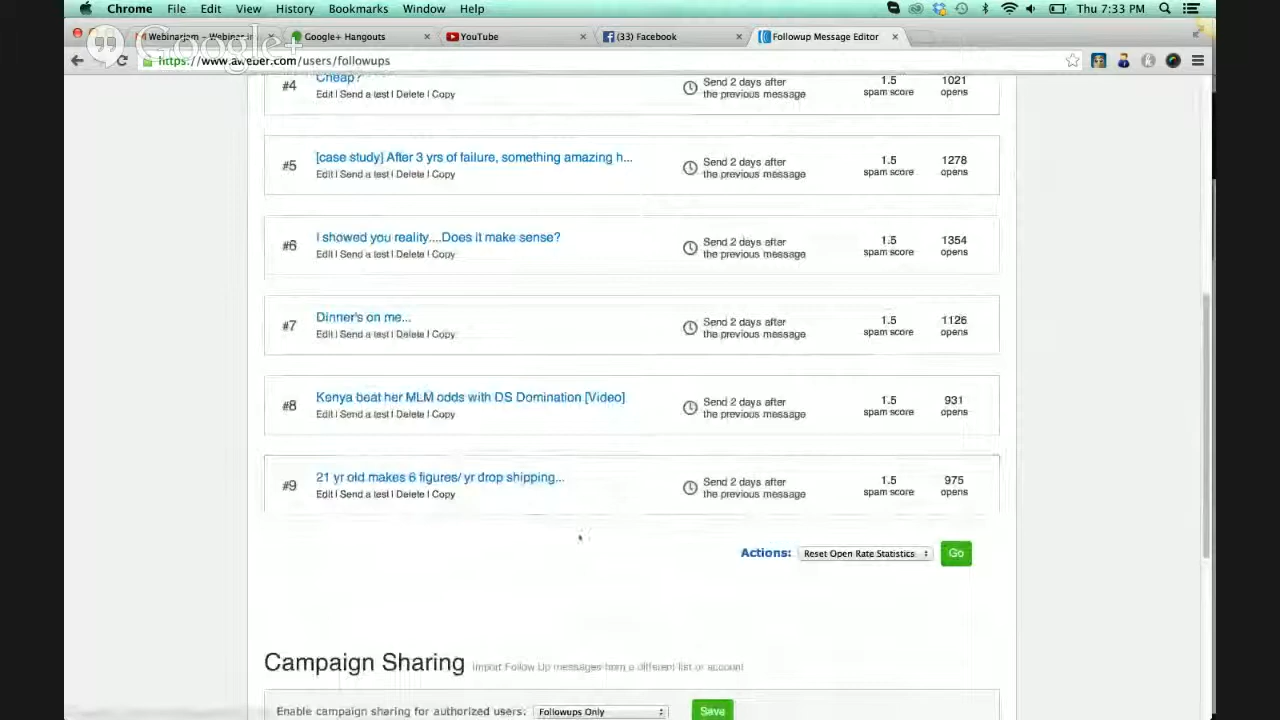 Chrome File Edit View History Bookmarks Window Help Thu 7:33 PM
Google+
Webinarjam - Webinar in Google+ Hangouts YouTube (33) Facebook Followup Message Editor
https://www.aweber.com/users/followups
#4 Cheap? Send 2 days after 1.5 1021
Edit | Send a test | Delete | Copy the previous message spam score opens
#5 [case study] After 3 yrs of failure, something amazing h... Send 2 days after 1.5 1278
Edit | Send a test | Delete | Copy the previous message spam score opens
#6 I showed you reality....Does it make sense? Send 2 days after 1.5 1354
Edit | Send a test | Delete | Copy the previous message spam score opens
#7 Dinner's on me... Send 2 days after 1.5 1126
Edit | Send a test | Delete | Copy the previous message spam score opens
#8 Kenya beat her MLM odds with DS Domination [Video] Send 2 days after 1.5 931
Edit | Send a test | Delete | Copy the previous message spam score opens
#9 21 yr old makes 6 figures/ yr drop shipping... Send 2 days after 1.5 975
Edit | Send a test | Delete | Copy the previous message spam score opens
Actions: Reset Open Rate Statistics Go
Campaign Sharing Import Follow Up messages from a different list or account
Enable campaign sharing for authorized users: Followups Only Save